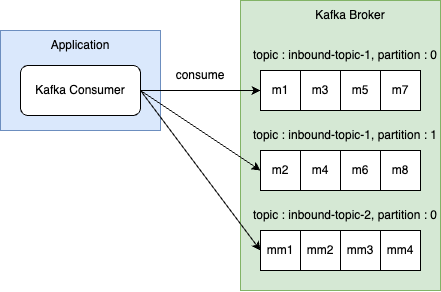 Kafka Broker
Application
topic : inbound-topic-1, partition : 0
Kafka Consumer
consume
m1 m3 m5 m7
topic : inbound-topic-1, partition : 1
m2 m4 m6 m8
topic : inbound-topic-2, partition : 0
mm1 mm2 mm3 mm4